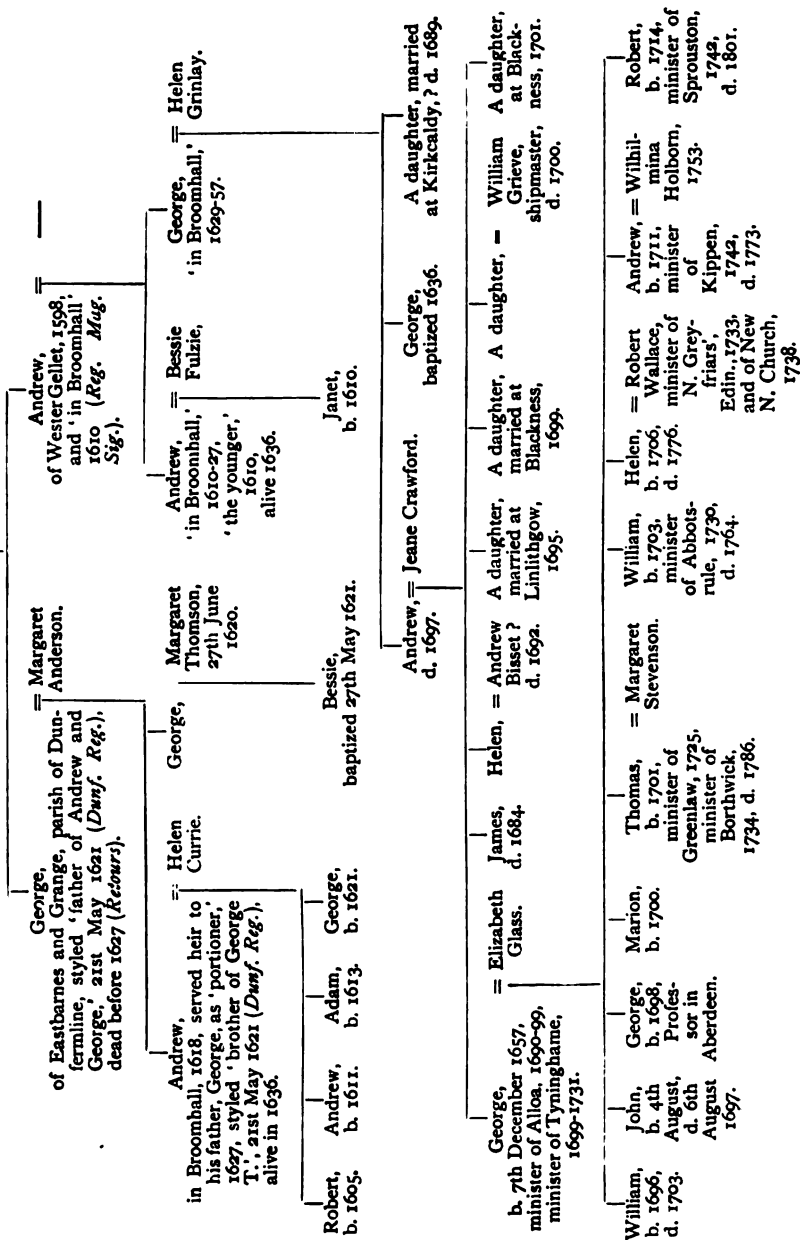 George,
of Eastbarnes and Grange, parish of Dun-
fermline, styled ‘father of Andrew and
George,’ 21st May 1621 (Dunf. Reg.),
dead before 1627 (Retours).
= Margaret
Anderson.
Andrew,
of Wester Gellet, 1598,
and ‘in Broomhall’
1610 (Reg. Mag.
Sig.).
= —
Andrew,
in Broomhall, 1618, served heir to
his father, George, as ‘portioner,’
1627, styled ‘brother of George
T.’, 21st May 1621 (Dunf. Reg.),
alive in 1636.
= Helen
Currie.
George,
Margaret
Thomson,
27th June
1620.
Andrew,
‘in Broomhall,’
1610-27,
‘the younger,’
1610,
alive 1636.
= Bessie
Fulzie,
George,
‘in Broomhall,’
1629-57.
= Helen
Grinlay.
Robert,
b. 1605.
Andrew,
b. 1611.
Adam,
b. 1613.
George,
b. 1621.
Bessie,
baptized 27th May 1621.
Janet,
b. 1610.
Andrew,
d. 1697.
= Jeane Crawford.
George,
baptized 1636.
A daughter, married
at Kirkcaldy, ? d. 1689.
George,
b. 7th December 1657,
minister of Alloa, 1690-99,
minister of Tyninghame,
1699-1731.
= Elizabeth
Glass.
James,
d. 1684.
Helen,
= Andrew
Bisset ?
d. 1692.
A daughter,
married at
Linlithgow,
1695.
A daughter,
married at
Blackness,
1699.
A daughter,
= William
Grieve,
shipmaster,
d. 1700.
A daughter,
at Black-
ness, 1701.
William,
b. 1696,
d. 1703.
John,
b. 4th
August,
d. 6th
August
1697.
George,
b. 1698,
Profes-
sor in
Aberdeen.
Marion,
b. 1700.
Thomas,
b. 1701,
minister of
Greenlaw, 1725,
minister of
Borthwick,
1734, d. 1786.
= Margaret
Stevenson.
William,
b. 1703,
minister
of Abbots-
rule, 1730,
d. 1764.
Helen,
b. 1706,
d. 1776.
= Robert
Wallace,
minister of
N. Grey-
friars’,
Edin., 1733,
and of New
N. Church,
1738.
Andrew,
b. 1711,
minister
of
Kippen,
1742,
d. 1773.
= Wilhil-
mina
Holborn,
1753.
Robert,
b. 1714,
minister of
Sprouston,
1742,
d. 1801.